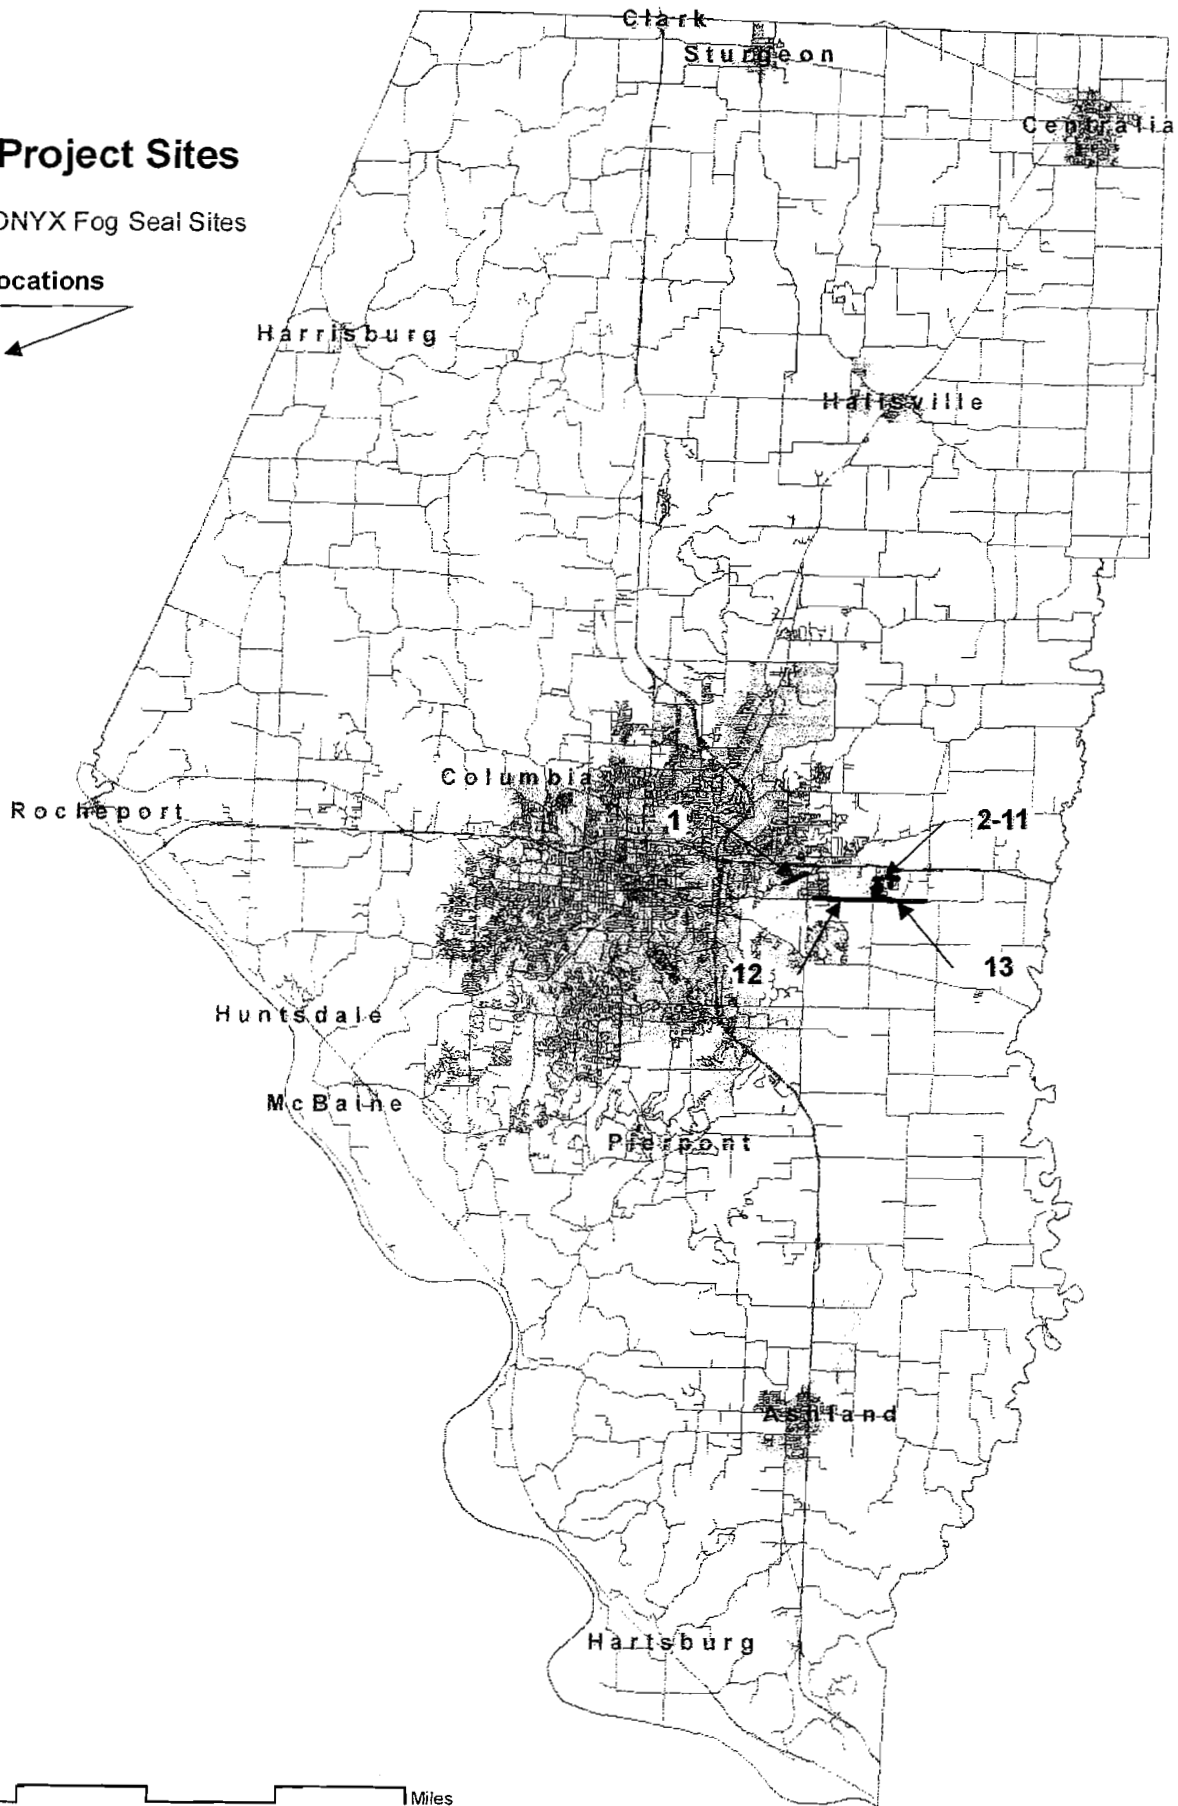 Clark
Sturgeon
Centralia
Project Sites
ONYX Fog Seal Sites
ocations
Harrisburg
Hallsville
Columbia
Rocheport
1
2-11
12
13
Huntsdale
McBaine
Pierpont
Ashland
Hartsburg
Miles